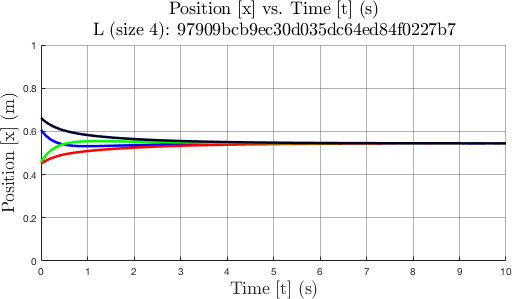 Position [x] vs. Time [t] (s)
L (size 4): 97909bcb9ec30d035dc64ed84f0227b7
Position [x] (m)
1
0.8
0.6
0.4
0.2
0
0 1 2 3 4 5 6 7 8 9 10
Time [t] (s)